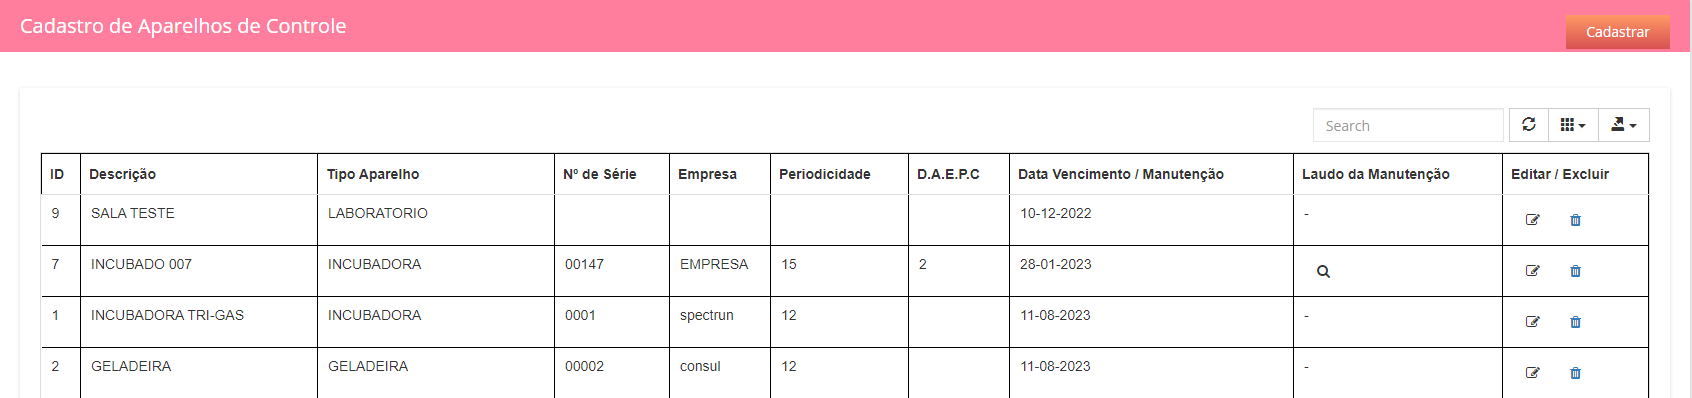 Cadastro de Aparelhos de Controle
Cadastrar
Search
ID Descrição Tipo Aparelho Nº de Série Empresa Periodicidade D.A.E.P.C Data Vencimento / Manutenção Laudo da Manutenção Editar / Excluir
9 SALA TESTE LABORATORIO 10-12-2022 -
7 INCUBADO 007 INCUBADORA 00147 EMPRESA 15 2 28-01-2023
1 INCUBADORA TRI-GAS INCUBADORA 0001 spectrun 12 11-08-2023 -
2 GELADEIRA GELADEIRA 00002 consul 12 11-08-2023 -